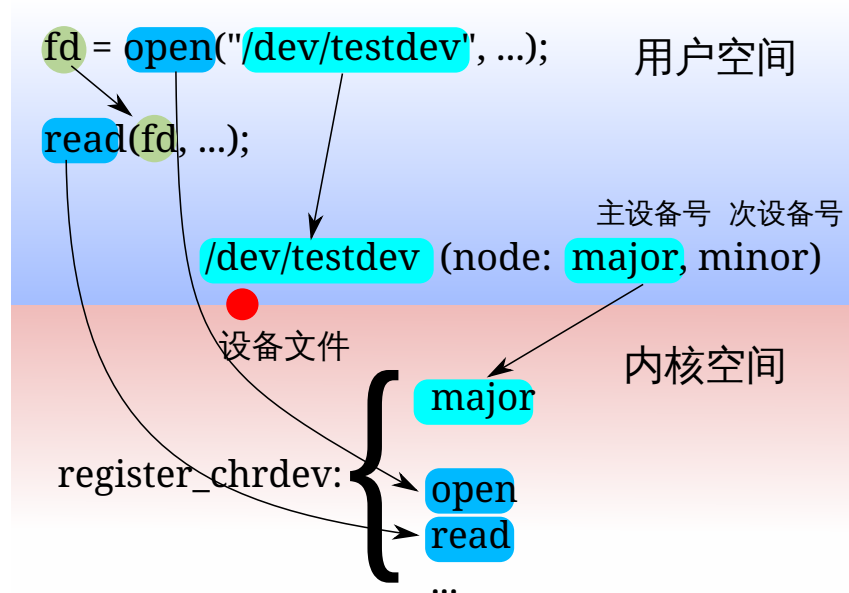 fd = open("/dev/testdev", ...);
用户空间
read(fd, ...);
主设备号 次设备号
/dev/testdev (node: major, minor)
设备文件
内核空间
{
major
register_chrdev:
open
read
...